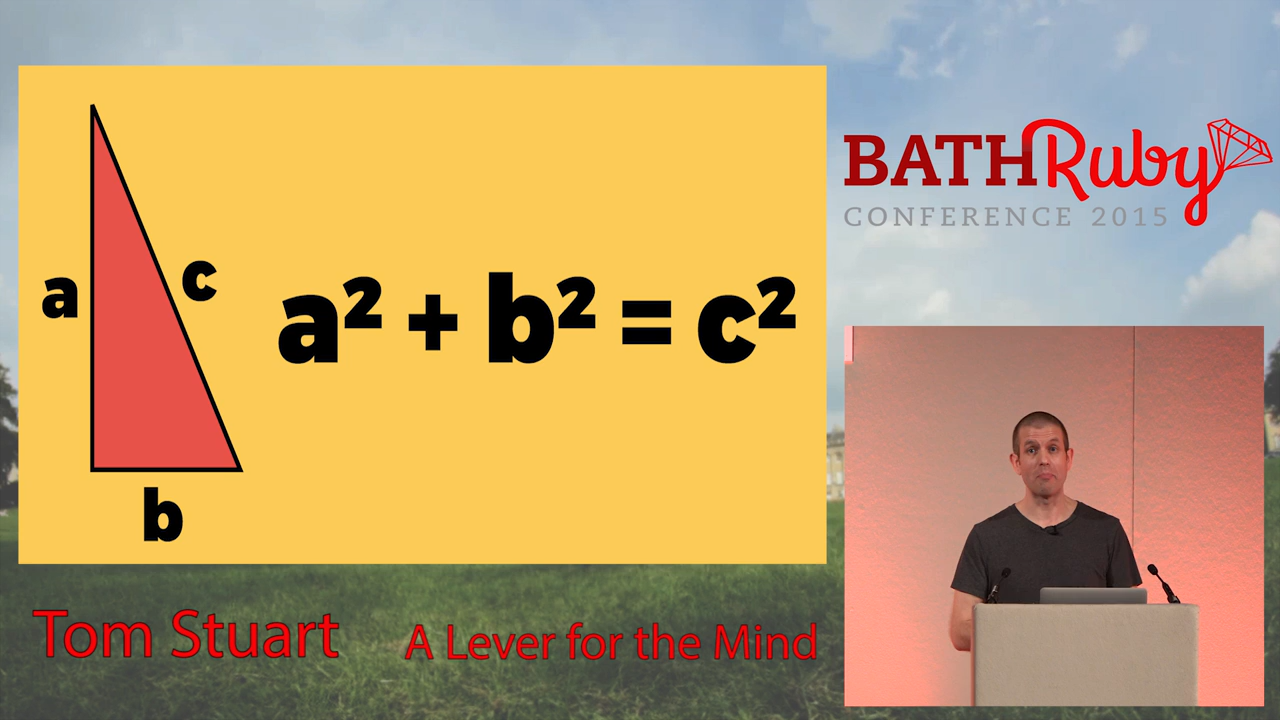 a
c
b
a² + b² = c²
BATHRuby
CONFERENCE 2015
Tom Stuart
A Lever for the Mind